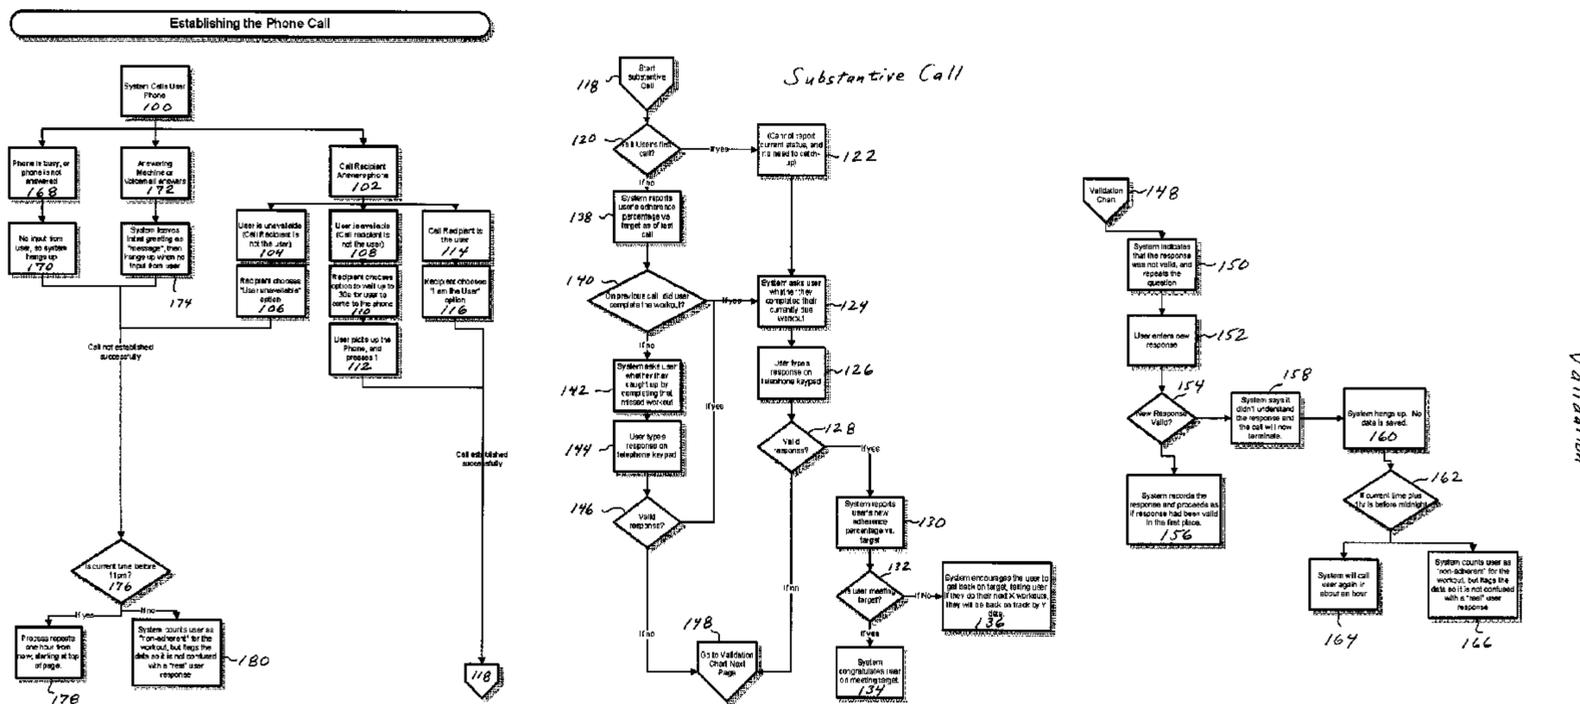 Establishing the Phone Call
System Calls User
Phone
100
Phone is busy, or
phone is not
answered
168
Answering
Machine or
Voicemail answers
172
Call Recipient
Answers phone
102
No input from
user, so system
hangs up
170
System leaves
initial greeting as
"message", then
hangs up when no
input from user
174
User is unavailable
(Call Recipient is
not the user)
104
User is available
(Call recipient is
not the user)
108
Call Recipient is
the user
114
Recipient chooses
"User unavailable"
option
106
Recipient chooses
option to wait up to
30s for user to
come to the phone
110
Recipient chooses
"I am the User"
option
116
User picks up the
Phone, and
presses 1
112
Call not established
successfully
Call established
successfully
Is current time before
11pm?
176
If yes
If no
Process repeats
one hour from
now, starting at top
of page.
178
System counts user as
"non-adherent" for the
workout, but flags the
data so it is not confused
with a "real" user
response
180
118
Substantive Call
Start
substantive
Call
118
120
Is it User's first
call?
If yes
(Cannot report
current status, and
no need to catch-
up)
122
If no
System reports
user's adherence
percentage vs.
target as of last
call
138
140
On previous call, did user
complete the workout?
If yes
System asks user
whether they
completed their
currently due
workout
124
If no
System asks user
whether they
caught up by
completing that
missed workout
142
User types
response on
telephone keypad
126
If yes
User types
response on
telephone keypad
144
128
Valid
response?
If yes
146
Valid
response?
System reports
user's new
adherence
percentage vs.
target
130
132
Is user meeting
target?
If No
System encourages the user to
get back on target, telling user
if they do their next X workouts,
they will be back on track by Y
date.
136
If no
If no
If yes
148
Go to Validation
Chart Next
Page
System
congratulates user
on meeting target.
134
Validation
Chart
148
System indicates
that the response
was not valid, and
repeats the
question
150
User enters new
response
152
154
New Response
Valid?
158
System says it
didn't understand
the response and
the call will now
terminate.
System hangs up. No
data is saved.
160
System records the
response and proceeds as
if response had been valid
in the first place.
156
162
If current time plus
1hr is before midnight
System will call
user again in
about an hour
164
System counts user as
"non-adherent" for the
workout, but flags the
data so it is not confused
with a "real" user
response
166